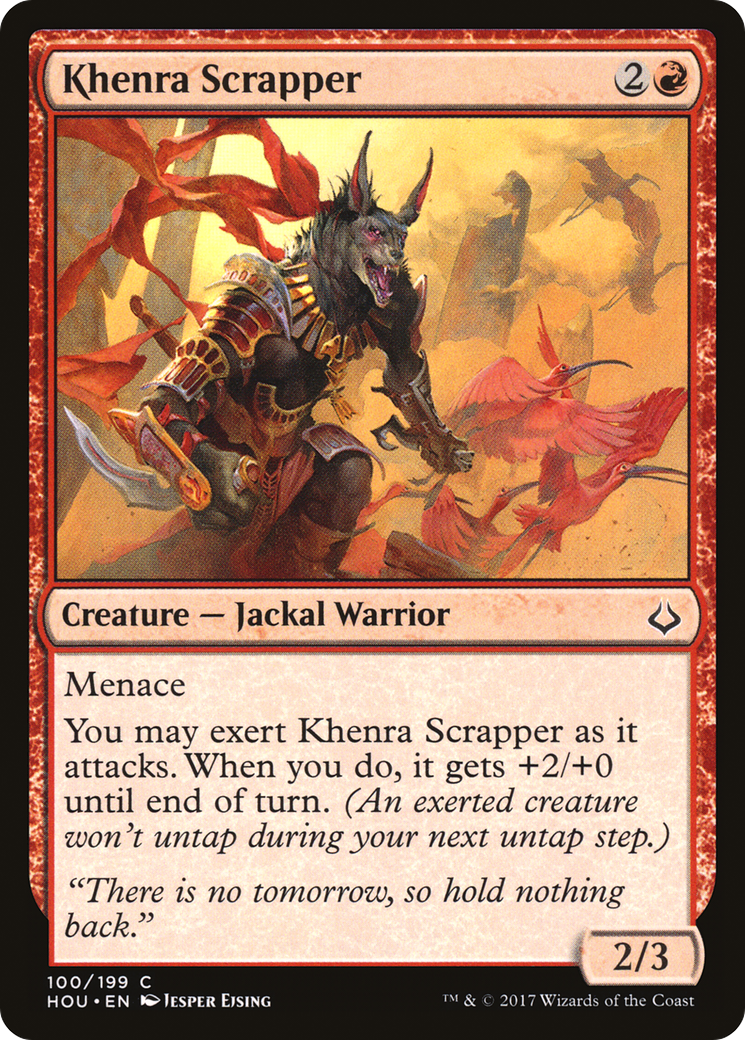 Khenra Scrapper 2
Creature — Jackal Warrior
Menace
You may exert Khenra Scrapper as it
attacks. When you do, it gets +2/+0
until end of turn. (An exerted creature
won't untap during your next untap step.)
"There is no tomorrow, so hold nothing
back."
2/3
100/199 C
HOU • EN Jesper Ejsing
™ & © 2017 Wizards of the Coast